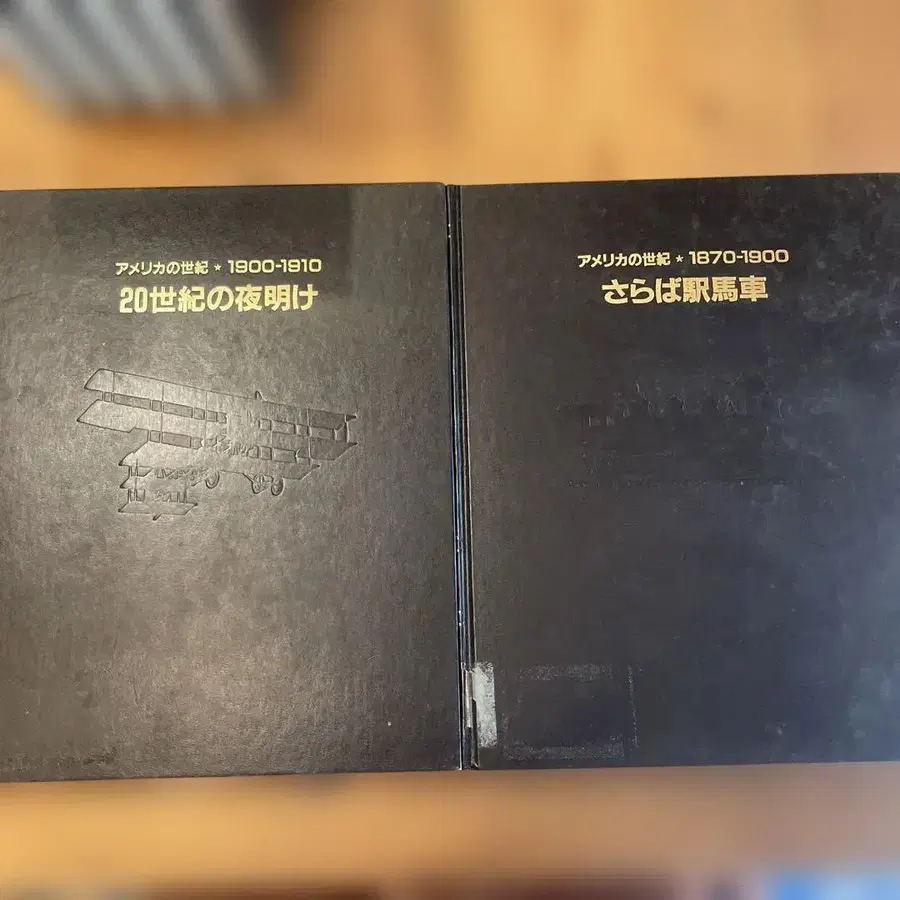 アメリカの世紀 ★ 1900-1910
20世紀の夜明け
アメリカの世紀 ★ 1870-1900
さらば駅馬車